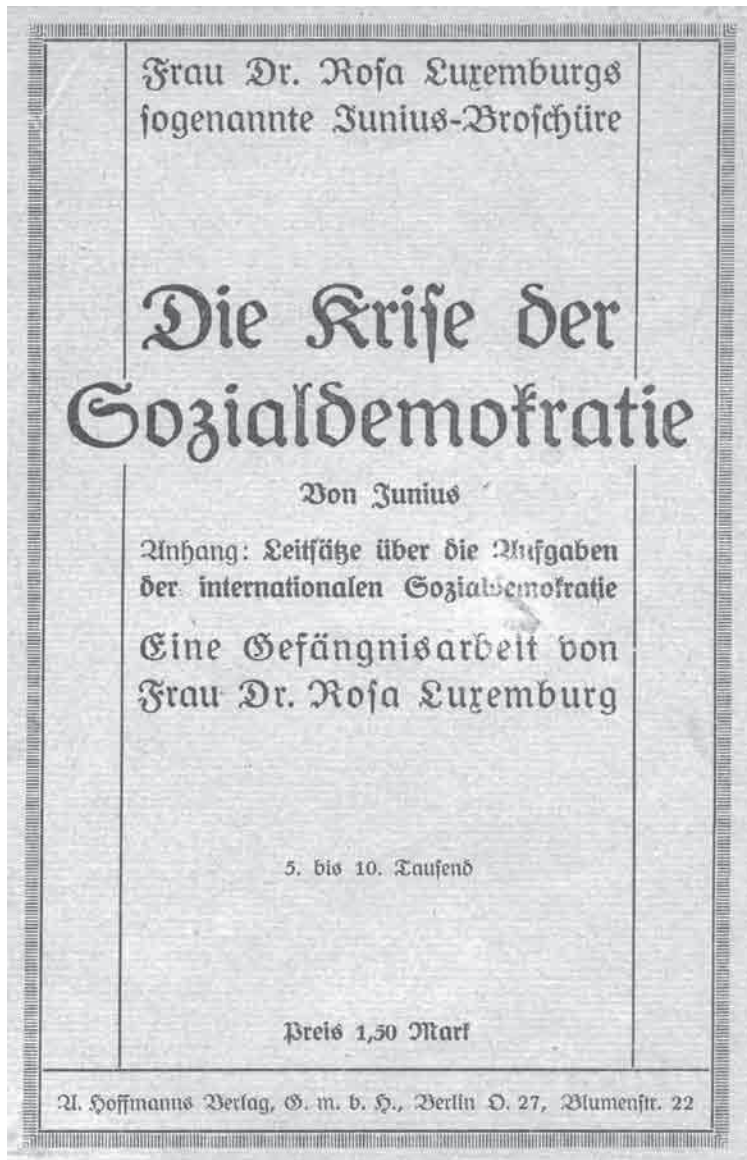 Frau Dr. Rosa Luxemburgs
sogenannte Junius-Broschüre
Die Krise der
Sozialdemokratie
Von Junius
Anhang: Leitsätze über die Aufgaben
der internationalen Sozialdemokratie
Eine Gefängnisarbeit von
Frau Dr. Rosa Luxemburg
5. bis 10. Tausend
Preis 1,50 Mark
A. Hoffmanns Verlag, G. m. b. H., Berlin O. 27, Blumenstr. 22